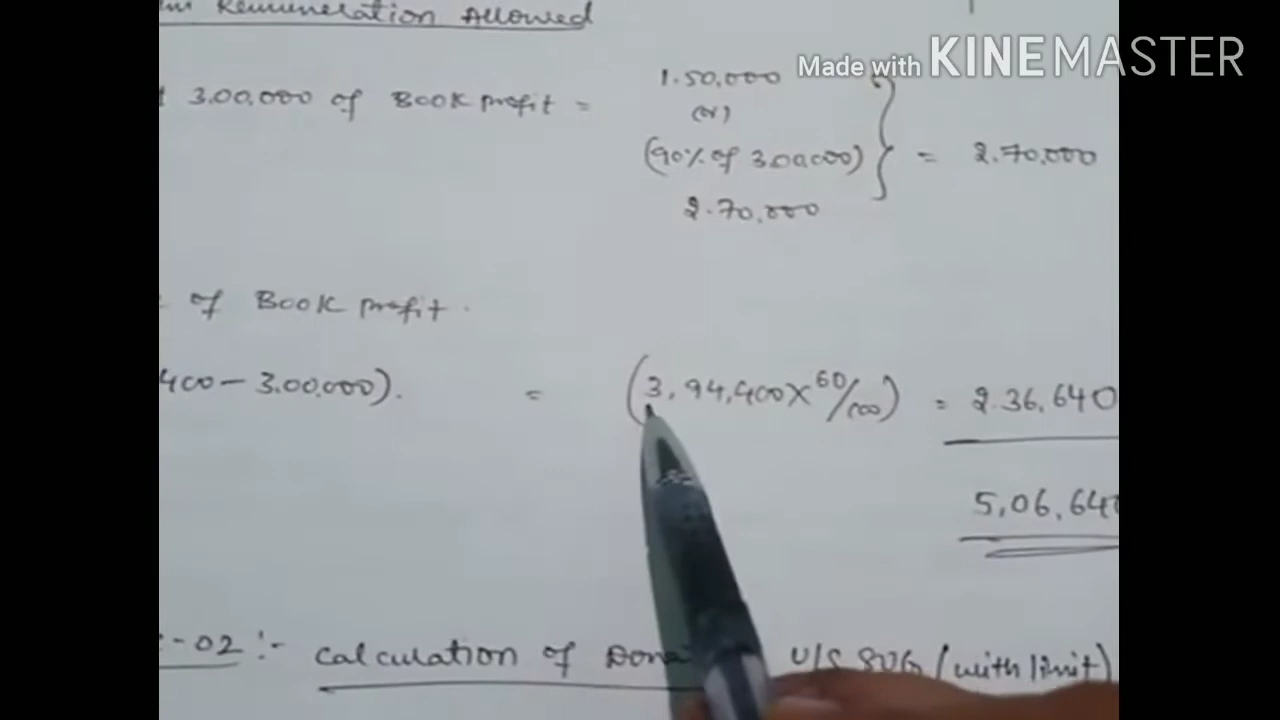 Remuneration Allowed
Made with KINEMASTER
3.00.000 of Book profit =
1.50,000
(or)
(90% of 3.00,000)
2.70,000
= 2.70,000
of Book profit.
400 - 3.00,000).
= (3,94,400 X 60/100) = 2.36,640
5,06,640
-02 :- Calculation of U/S 80G (with limit)